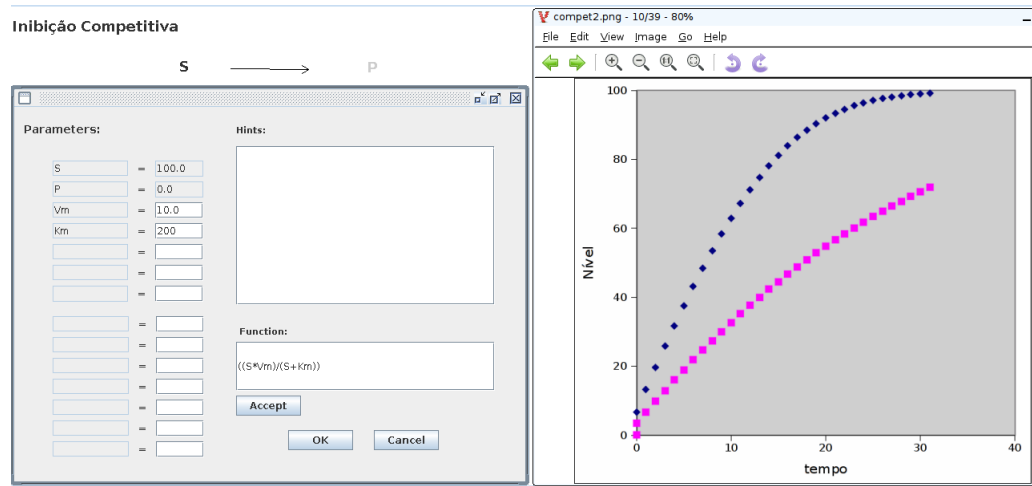 Inibição Competitiva
S P
Parameters:
S = 100.0
P = 0.0
Vm = 10.0
Km = 200
=
=
=
=
=
=
=
=
=
=
Hints:
Function:
((S*Vm)/(S+Km))
Accept
OK Cancel
compet2.png - 10/39 - 80%
File Edit View Image Go Help
100
80
60
40
20
0
Nível
0 10 20 30 40
tempo